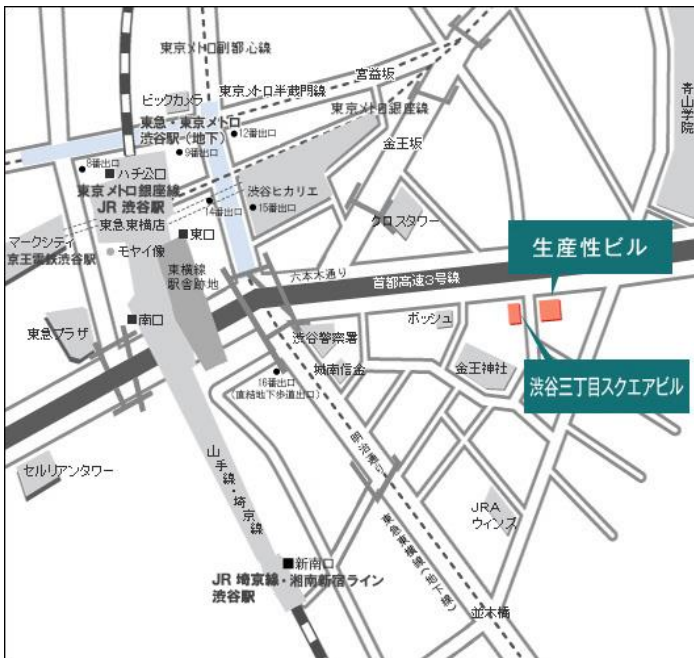 東京メトロ副都心線
宮益坂
東京メトロ半蔵門線
ビックカメラ
東京メトロ銀座線
青山学院
東急・東京メトロ
渋谷駅(地下)
12番出口
金王坂
9番出口
8番出口
ハチ公口
東京メトロ銀座線
JR 渋谷駅
渋谷ヒカリエ
14番出口
15番出口
東急東横店
クロスタワー
東口
マークシティ
京王電鉄渋谷駅
モヤイ像
東横線
駅舎跡地
六本木通り
首都高速3号線
生産性ビル
南口
東急プラザ
渋谷警察署
ボッシュ
城南信金
金王神社
渋谷三丁目スクエアビル
16番出口
(直結地下歩道出口)
明治通り
山手線・埼京線
セルリアンタワー
JRA
ウィンズ
東急東横線(地下線)
新南口
JR 埼京線・湘南新宿ライン
渋谷駅
並木橋